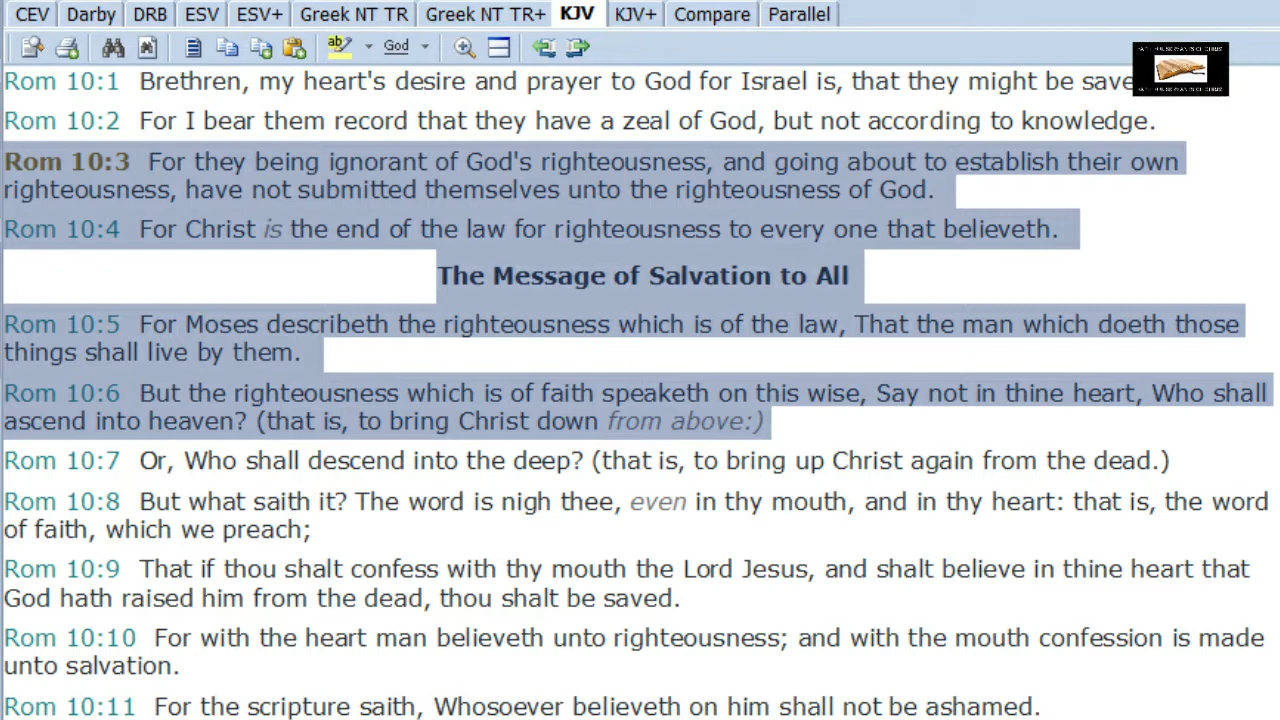 CEV Darby DRB ESV ESV+ Greek NT TR Greek NT TR+ KJV KJV+ Compare Parallel
ab God
Rom 10:1 Brethren, my heart's desire and prayer to God for Israel is, that they might be save
Rom 10:2 For I bear them record that they have a zeal of God, but not according to knowledge.
Rom 10:3 For they being ignorant of God's righteousness, and going about to establish their own
righteousness, have not submitted themselves unto the righteousness of God.
Rom 10:4 For Christ is the end of the law for righteousness to every one that believeth.
The Message of Salvation to All
Rom 10:5 For Moses describeth the righteousness which is of the law, That the man which doeth those
things shall live by them.
Rom 10:6 But the righteousness which is of faith speaketh on this wise, Say not in thine heart, Who shall
ascend into heaven? (that is, to bring Christ down from above:)
Rom 10:7 Or, Who shall descend into the deep? (that is, to bring up Christ again from the dead.)
Rom 10:8 But what saith it? The word is nigh thee, even in thy mouth, and in thy heart: that is, the word
of faith, which we preach;
Rom 10:9 That if thou shalt confess with thy mouth the Lord Jesus, and shalt believe in thine heart that
God hath raised him from the dead, thou shalt be saved.
Rom 10:10 For with the heart man believeth unto righteousness; and with the mouth confession is made
unto salvation.
Rom 10:11 For the scripture saith, Whosoever believeth on him shall not be ashamed.